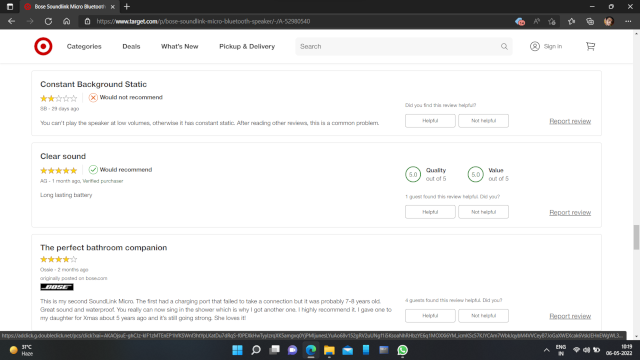 Bose Soundlink Micro Bluetooth
https://www.target.com/p/bose-soundlink-micro-bluetooth-speaker/-/A-52980540
Categories Deals What's New Pickup & Delivery Search Sign in
Constant Background Static
Would not recommend
SB - 29 days ago
You can't play the speaker at low volumes, otherwise it has constant static. After reading other reviews, this is a common problem.
Did you find this review helpful?
Helpful Not helpful
Report review
Clear sound
Would recommend
AG - 1 month ago, Verified purchaser
Long lasting battery
5.0 Quality out of 5
5.0 Value out of 5
1 guest found this review helpful. Did you?
Helpful Not helpful
Report review
The perfect bathroom companion
Ossie - 2 months ago
originally posted on bose.com
BOSE
This is my second SoundLink Micro. The first had a charging port that failed to take a connection but it was probably 7-8 years old.
Great sound and waterproof. You really can now sing in the shower which is why I got another one. I highly recommend it. I gave one to
my daughter for Xmas about 5 years ago and it's still going strong. She loves it!
4 guests found this review helpful. Did you?
Helpful Not helpful
Report review
31°C
Haze
ENG
IN
10:19
06-05-2022